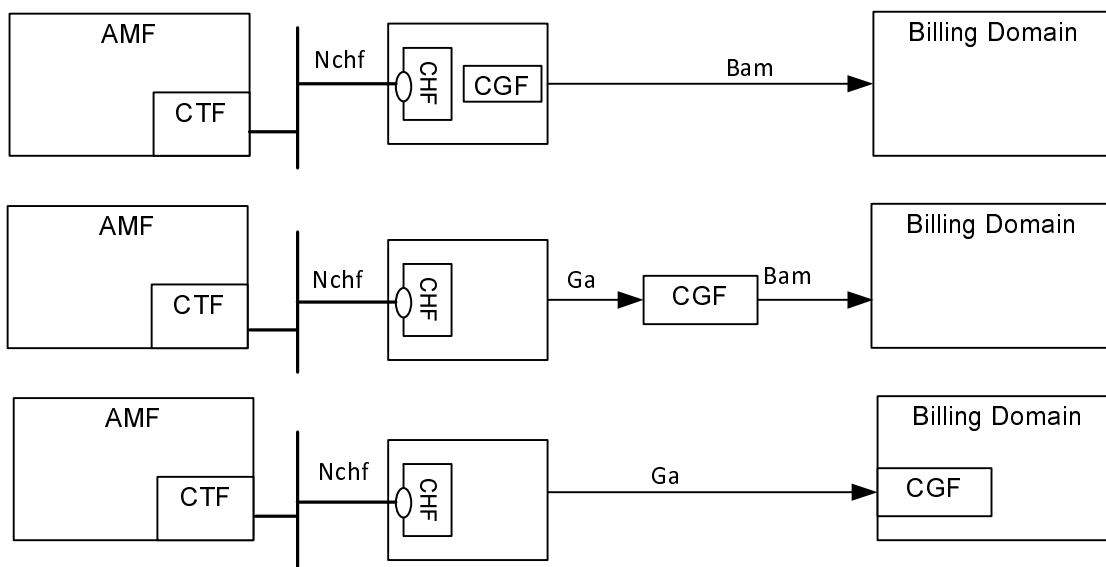 AMF
CTF
Nchf
CHF
CGF
Bam
Billing Domain
AMF
CTF
Nchf
CHF
Ga
CGF
Bam
Billing Domain
AMF
CTF
Nchf
CHF
Ga
Billing Domain
CGF